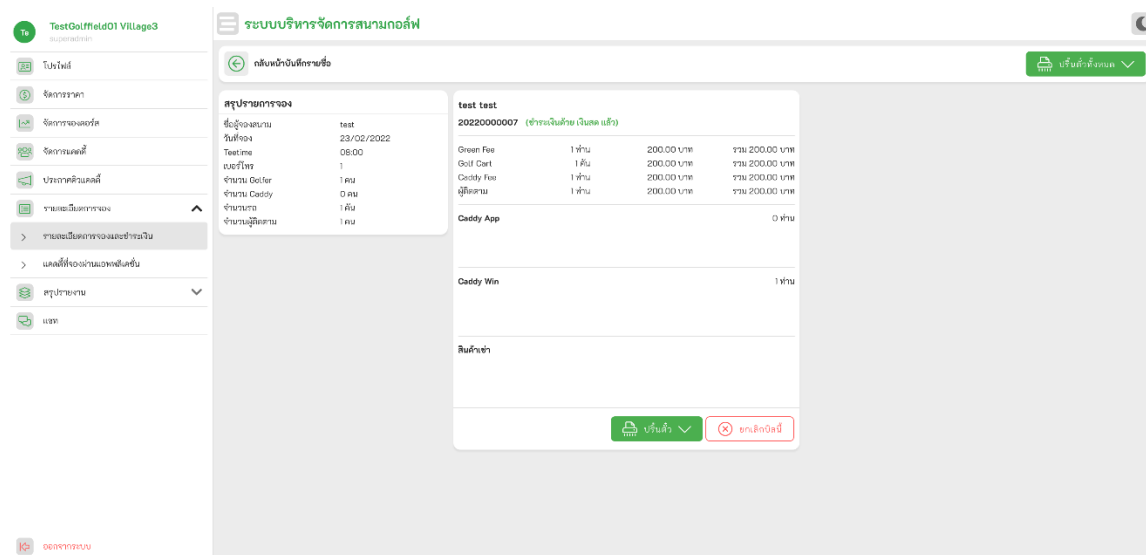 Te
TestGolffield01 Village3
superadmin
โปรไฟล์
จัดการราคา
จัดการจองคอร์ส
จัดการแคดดี้
ประกาศคิวแคดดี้
รายละเอียดการจอง
รายละเอียดการจองและชำระเงิน
แคดดี้ที่จองผ่านแอพพลิเคชั่น
สรุปรายงาน
แชท
ออกจากระบบ
ระบบบริหารจัดการสนามกอล์ฟ
กลับหน้าบันทึกรายชื่อ
ปริ้นตั๋วทั้งหมด
สรุปรายการจอง
ชื่อผู้จองสนาม test
วันที่จอง 23/02/2022
Teetime 08:00
เบอร์โทร 1
จำนวน Golfer 1 คน
จำนวน Caddy 0 คน
จำนวนรถ 1 คัน
จำนวนผู้ติดตาม 1 คน
test test
20220000007 (ชำระเงินด้วย เงินสด แล้ว)
Green Fee 1 ท่าน 200.00 บาท รวม 200.00 บาท
Golf Cart 1 คัน 200.00 บาท รวม 200.00 บาท
Caddy Fee 1 ท่าน 200.00 บาท รวม 200.00 บาท
ผู้ติดตาม 1 ท่าน 200.00 บาท รวม 200.00 บาท
Caddy App 0 ท่าน
Caddy Win 1 ท่าน
สินค้าเช่า
ปริ้นตั๋ว
ยกเลิกบิลนี้